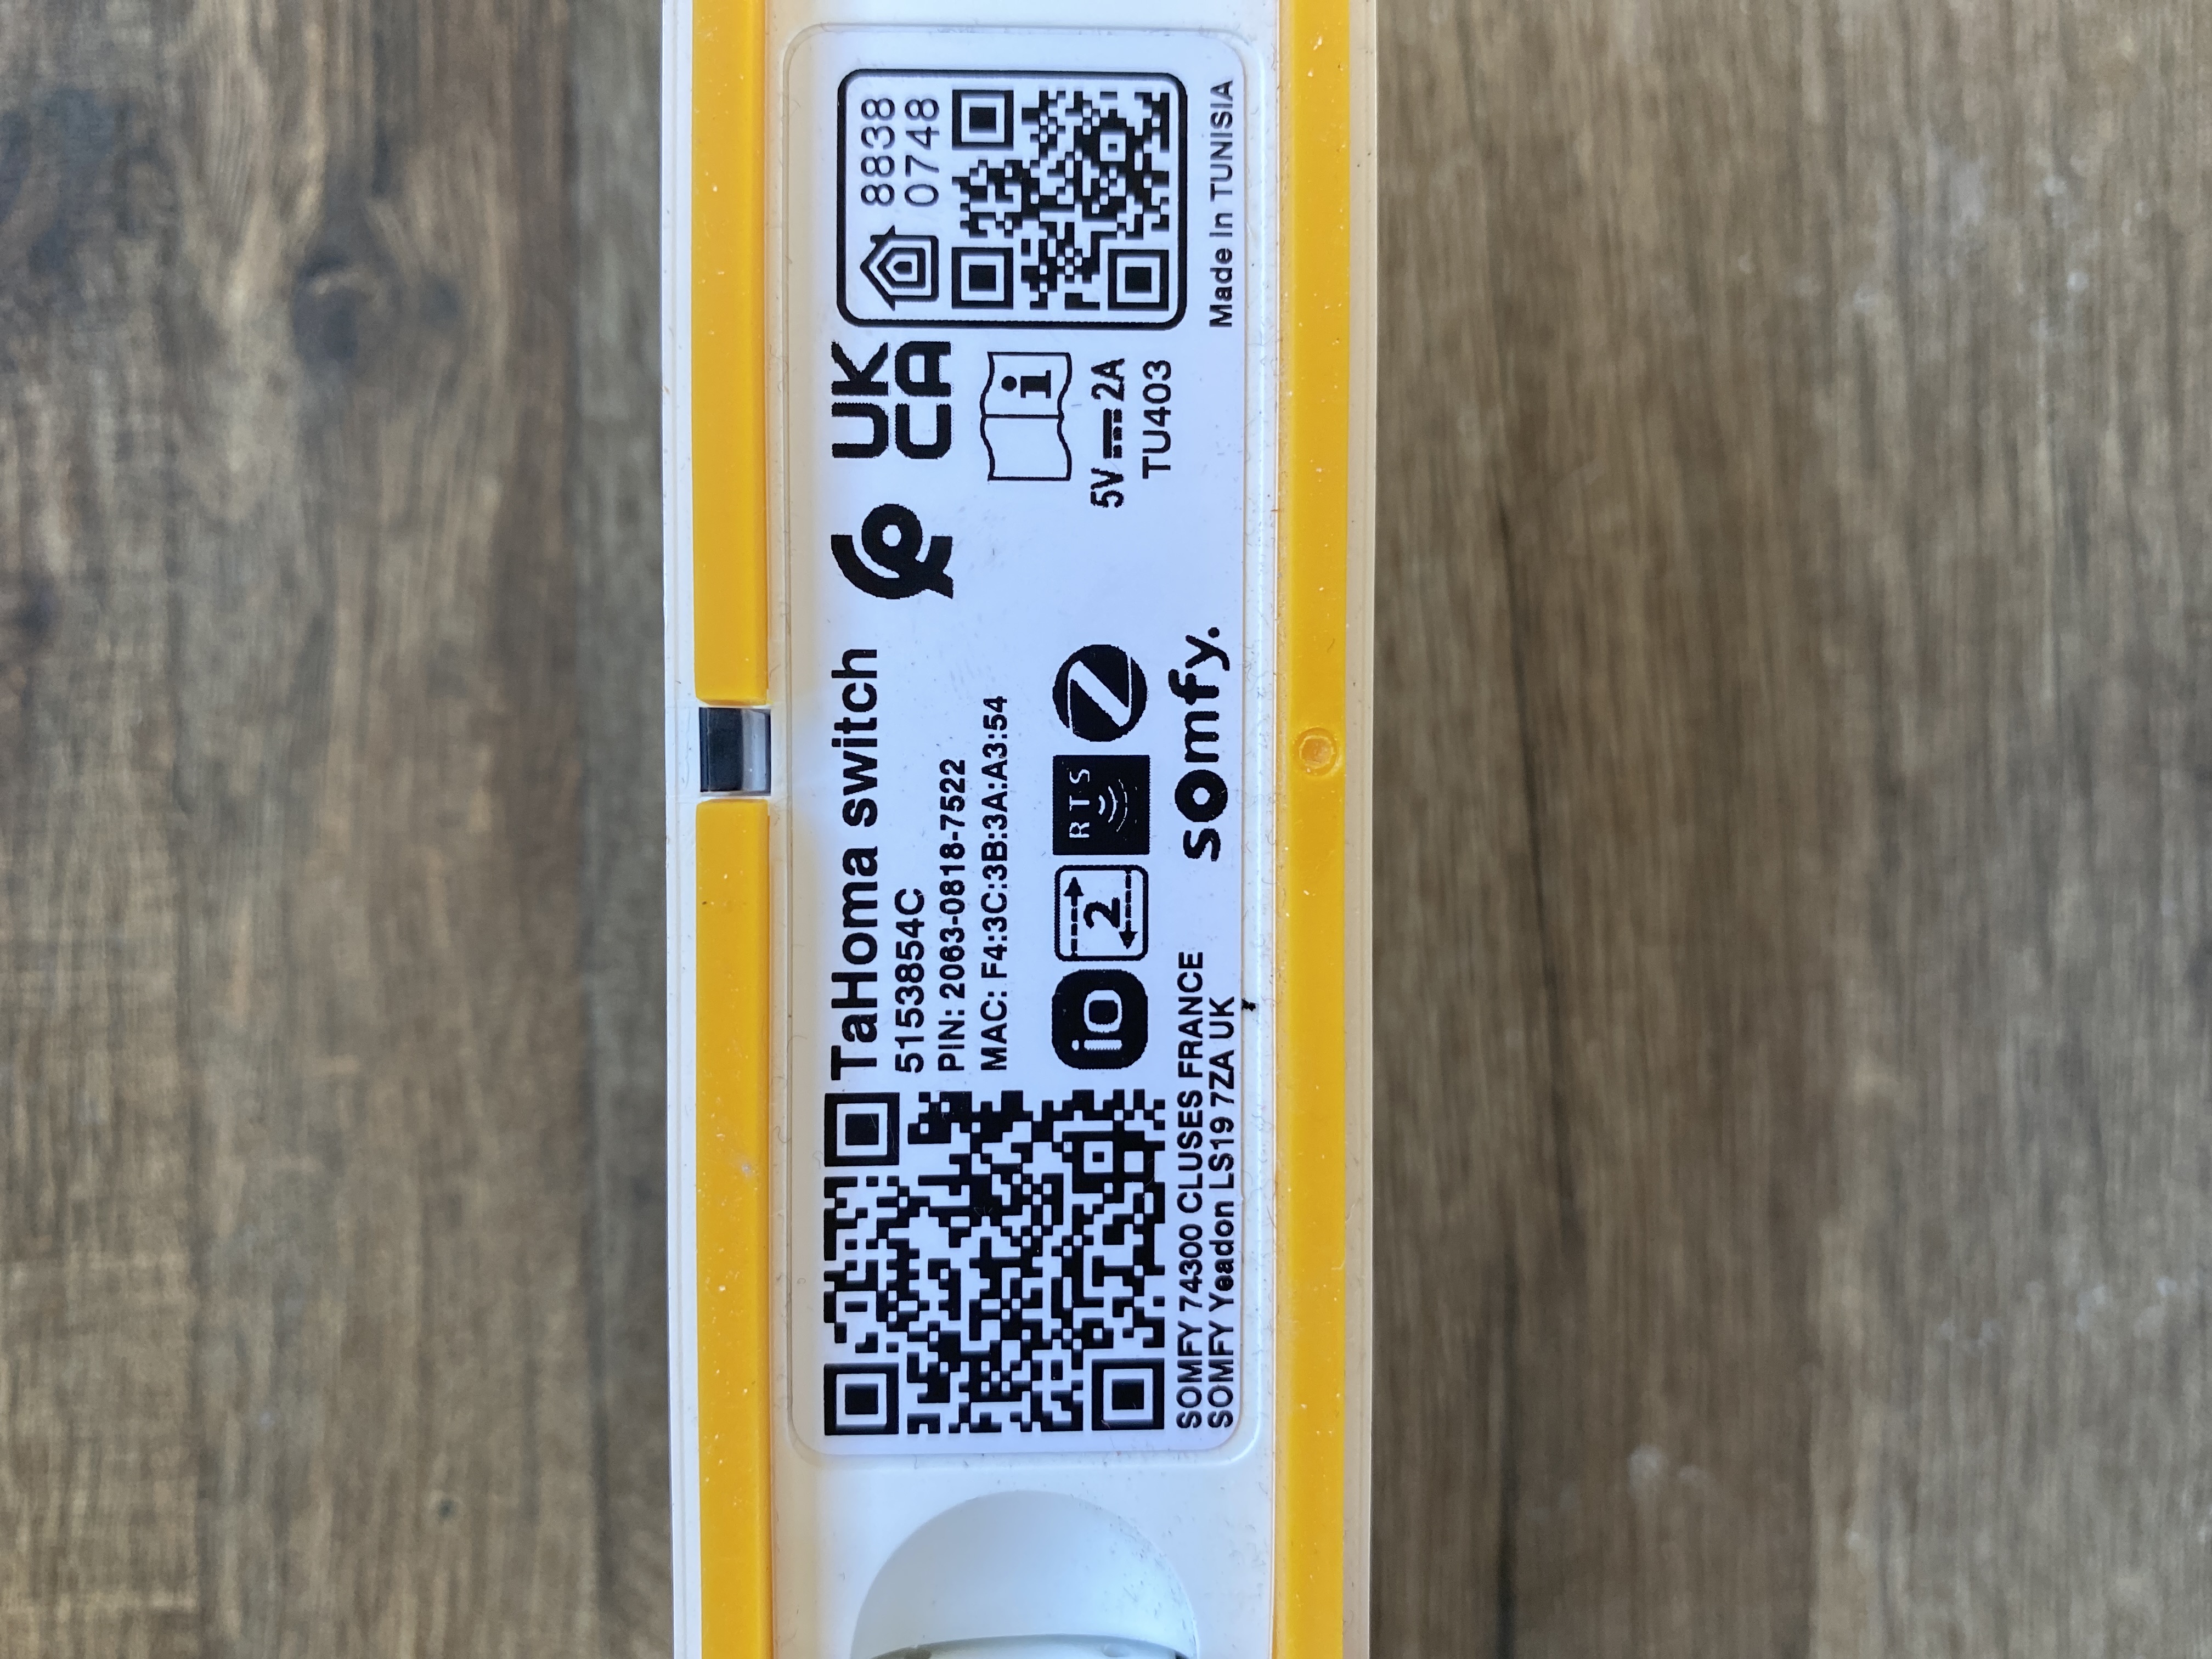 TaHoma switch
5153854C
PIN: 2063-0818-7522
MAC: F4:3C:3B:3A:A3:54
io
2
RTS
somfy.
SOMFY 74300 CLUSES FRANCE
SOMFY Yeadon LS19 7ZA UK
UK
CA
i
5V 2A
TU403
8838
0748
Made In TUNISIA